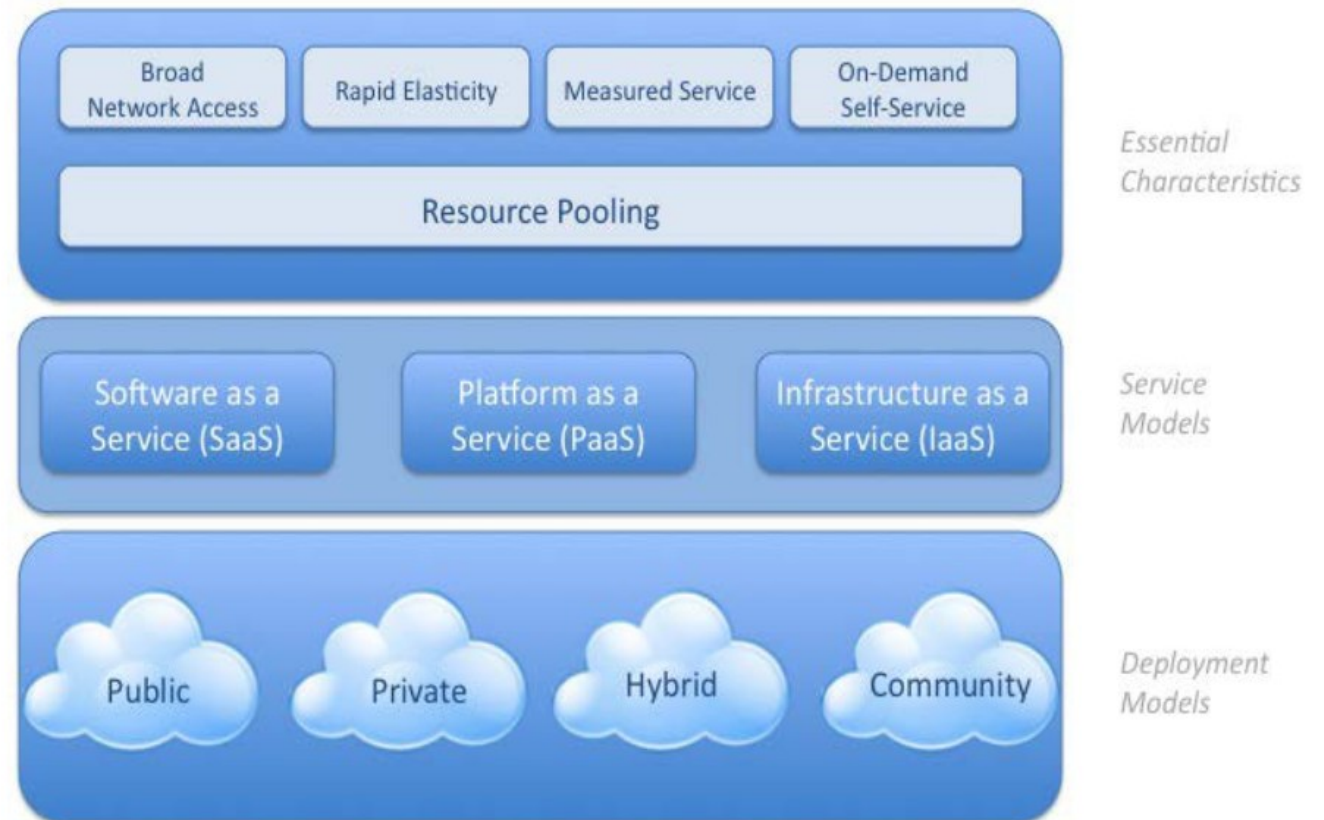 Broad
Network Access
Rapid Elasticity
Measured Service
On-Demand
Self-Service
Resource Pooling
Essential
Characteristics
Software as a
Service (SaaS)
Platform as a
Service (PaaS)
Infrastructure as a
Service (IaaS)
Service
Models
Public
Private
Hybrid
Community
Deployment
Models